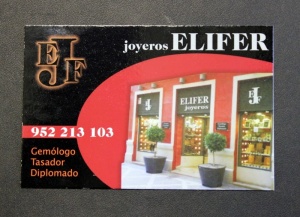 EJF
joyeros ELIFER
ELIFER
joyeros
EJF
952 213 103
Gemólogo
Tasador
Diplomado